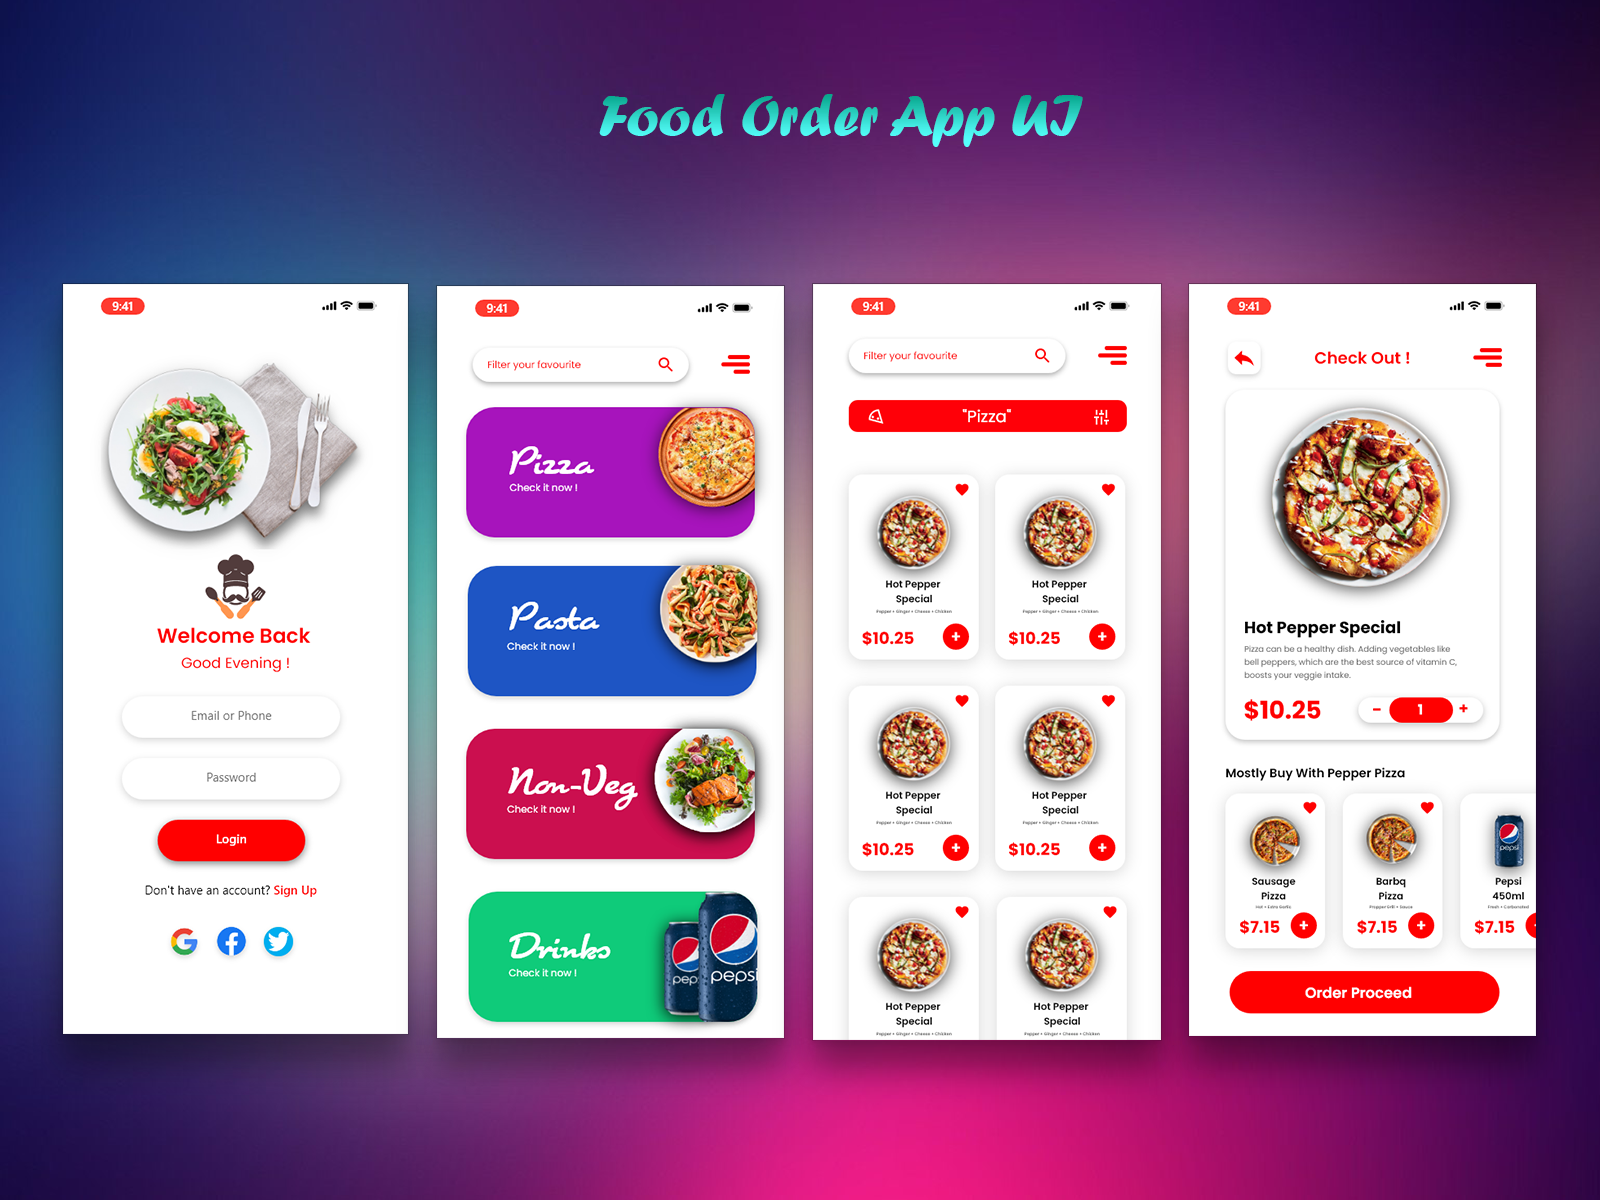 Food Order App UI
9:41
Welcome Back
Good Evening !
Email or Phone
Password
Login
Don't have an account? Sign Up
9:41
Filter your favourite
Pizza
Check it now !
Pasta
Check it now !
Non-Veg
Check it now !
Drinks
Check it now !
pepsi
pepsi
9:41
Filter your favourite
"Pizza"
Hot Pepper
Special
Pepper + Ginger + Cheese + Chicken
$10.25 +
Hot Pepper
Special
Pepper + Ginger + Cheese + Chicken
$10.25 +
Hot Pepper
Special
Pepper + Ginger + Cheese + Chicken
$10.25 +
Hot Pepper
Special
Pepper + Ginger + Cheese + Chicken
$10.25 +
Hot Pepper
Special
Pepper + Ginger + Cheese + Chicken
Hot Pepper
Special
Pepper + Ginger + Cheese + Chicken
9:41
Check Out !
Hot Pepper Special
Pizza can be a healthy dish. Adding vegetables like
bell peppers, which are the best source of vitamin C,
boosts your veggie intake.
$10.25 - 1 +
Mostly Buy With Pepper Pizza
Sausage
Pizza
Hot + Extra Garlic
$7.15 +
Barbq
Pizza
$7.15 +
pepsi
Pepsi
450ml
Fresh + Carbonated
$7.15
Order Proceed